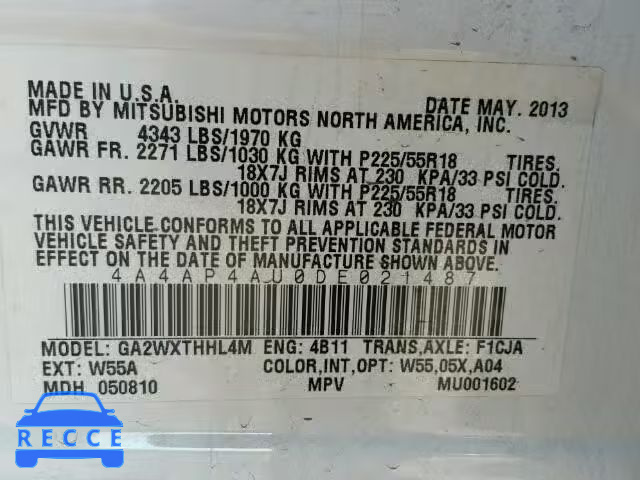 MADE IN U.S.A.
MFD BY MITSUBISHI MOTORS NORTH AMERICA, INC. DATE MAY. 2013
GVWR 4343 LBS/1970 KG
GAWR FR. 2271 LBS/1030 KG WITH P225/55R18 TIRES.
18X7J RIMS AT 230 KPA/33 PSI COLD.
GAWR RR. 2205 LBS/1000 KG WITH P225/55R18 TIRES.
18X7J RIMS AT 230 KPA/33 PSI COLD.
THIS VEHICLE CONFORMS TO ALL APPLICABLE FEDERAL MOTOR
VEHICLE SAFETY AND THEFT PREVENTION STANDARDS IN
EFFECT ON THE DATE OF MANUFACTURE SHOWN ABOVE.
4A4AP4AU0DE021487
MODEL: GA2WXTHHL4M ENG: 4B11 TRANS,AXLE: F1CJA
EXT: W55A COLOR,INT,OPT: W55,05X,A04
MDH 050810 MPV MU001602
RECCE